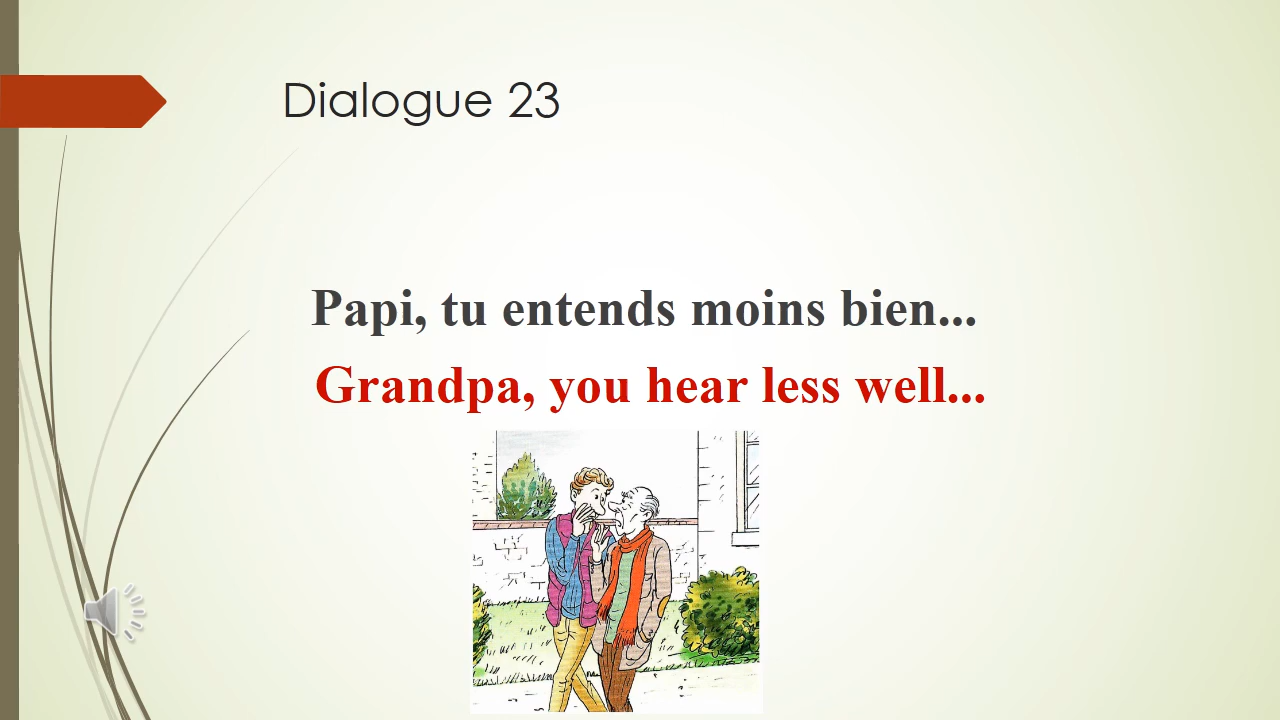 Dialogue 23
Papi, tu entends moins bien...
Grandpa, you hear less well...